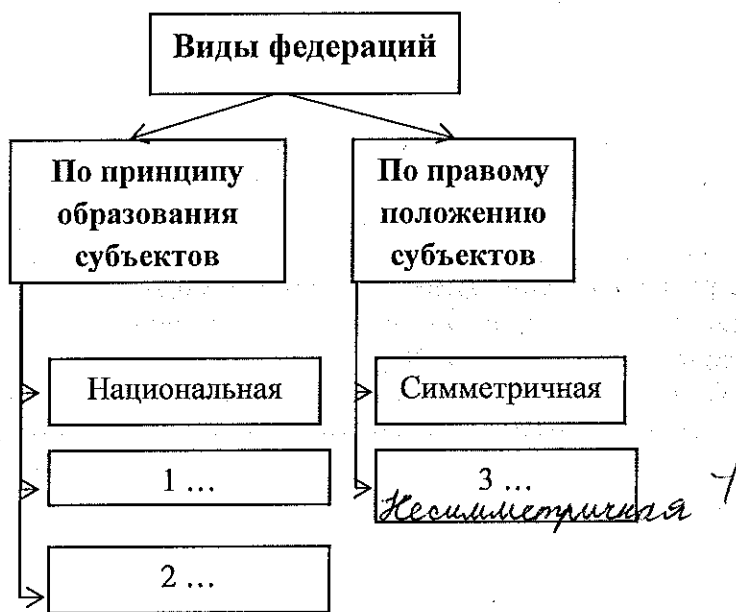 Виды федераций
По принципу
образования
субъектов
По правому
положению
субъектов
Национальная
Симметричная
1 ...
3 ...
Несимметричная
2 ...